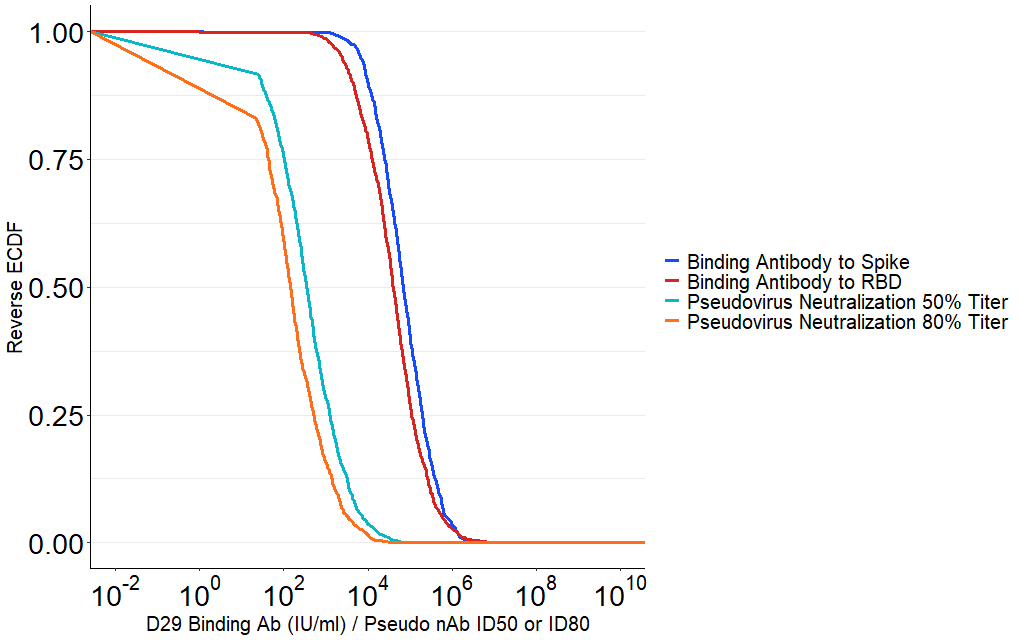 1.00
0.75
0.50
0.25
0.00
Reverse ECDF
10-2 100 102 104 106 108 1010
D29 Binding Ab (IU/ml) / Pseudo nAb ID50 or ID80
Binding Antibody to Spike
Binding Antibody to RBD
Pseudovirus Neutralization 50% Titer
Pseudovirus Neutralization 80% Titer